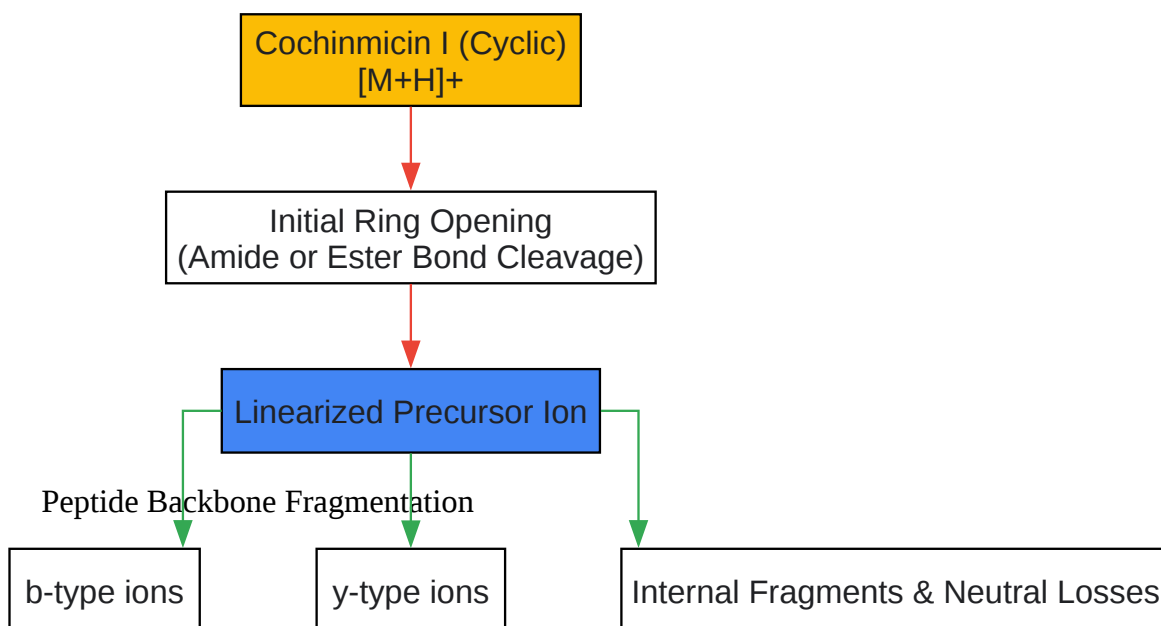 Cochinmicin I (Cyclic)
[M+H]+
Initial Ring Opening
(Amide or Ester Bond Cleavage)
Linearized Precursor Ion
Peptide Backbone Fragmentation
b-type ions
y-type ions
Internal Fragments & Neutral Losses